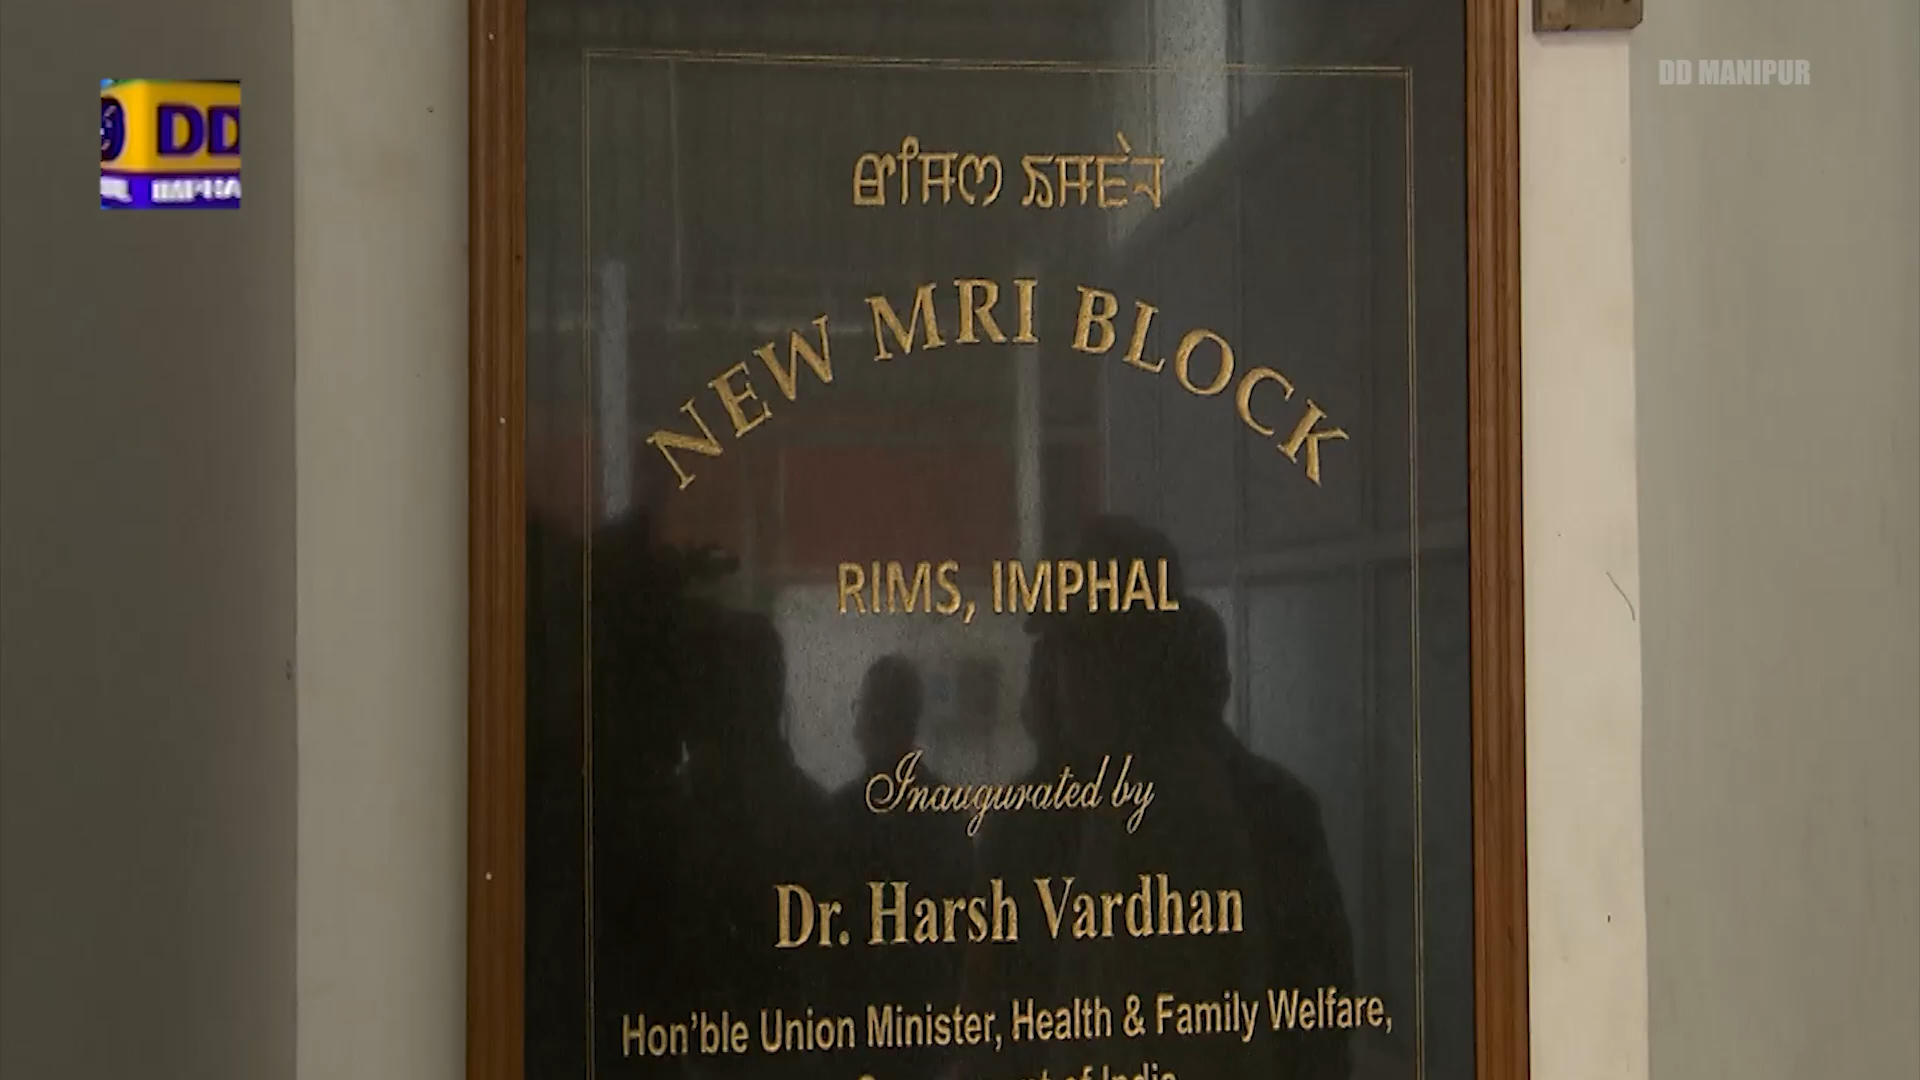 DD
IMPHA
DD MANIPUR
NEW MRI BLOCK
RIMS, IMPHAL
Inaugurated by
Dr. Harsh Vardhan
Hon'ble Union Minister, Health & Family Welfare,